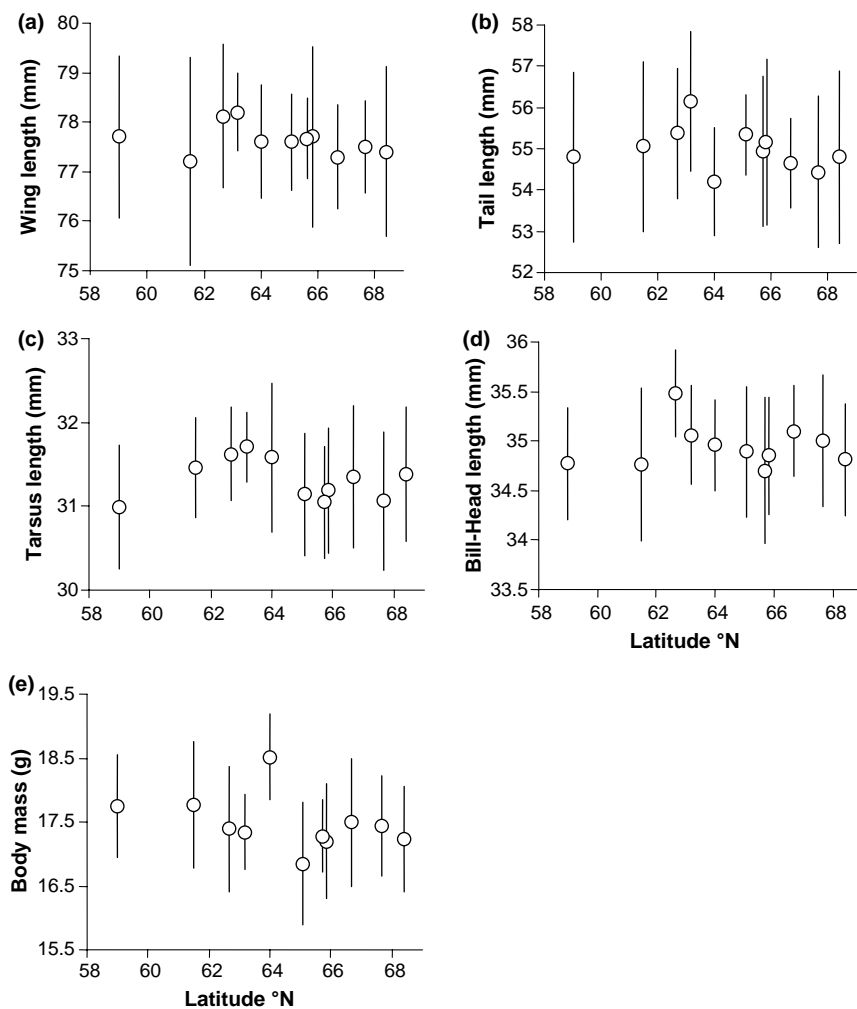 (a)
Wing length (mm)
80
79
78
77
76
75
58 60 62 64 66 68
(b)
Tail length (mm)
58
57
56
55
54
53
52
58 60 62 64 66 68
(c)
Tarsus length (mm)
33
32
31
30
58 60 62 64 66 68
(d)
Bill-Head length (mm)
36
35.5
35
34.5
34
33.5
58 60 62 64 66 68
Latitude °N
(e)
Body mass (g)
19.5
18.5
17.5
16.5
15.5
58 60 62 64 66 68
Latitude °N